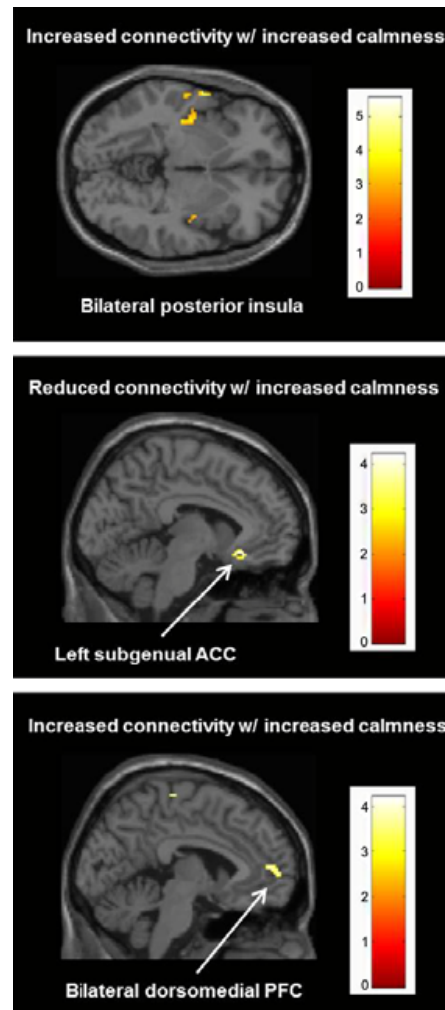 Increased connectivity w/ increased calmness
5
4
3
2
1
0
Bilateral posterior insula
Reduced connectivity w/ increased calmness
4
3
2
1
0
Left subgenual ACC
Increased connectivity w/ increased calmness
4
3
2
1
0
Bilateral dorsomedial PFC